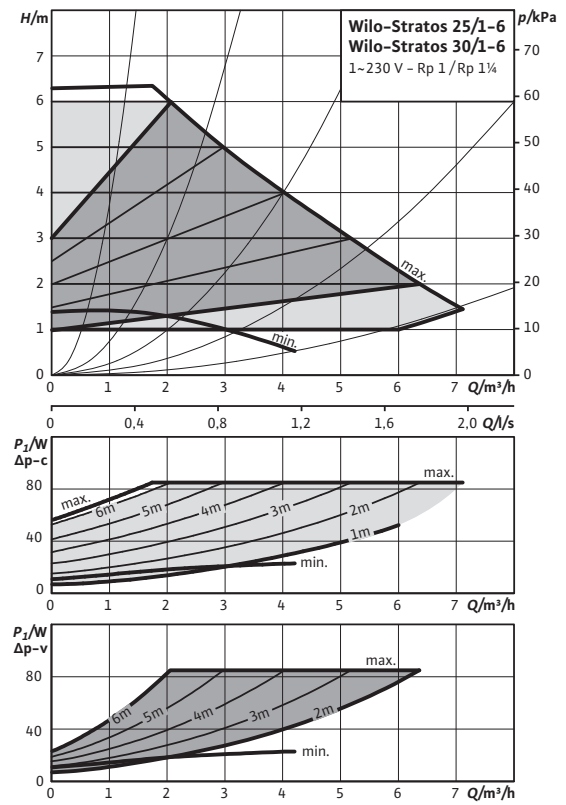 H/m
p/kPa
Wilo-Stratos 25/1-6
Wilo-Stratos 30/1-6
1~230 V - Rp 1 / Rp 1¼
7
6
5
4
3
2
1
0
70
60
50
40
30
20
10
0
max.
min.
0 1 2 3 4 5 6 7 Q/m³/h
0 0,4 0,8 1,2 1,6 2,0 Q/l/s
P₁/W
Δp-c
80
40
0
max.
max.
6m 5m 4m 3m 2m
1m
min.
0 1 2 3 4 5 6 7 Q/m³/h
P₁/W
Δp-v
80
40
0
max.
6m 5m 4m 3m 2m
min.
0 1 2 3 4 5 6 7 Q/m³/h